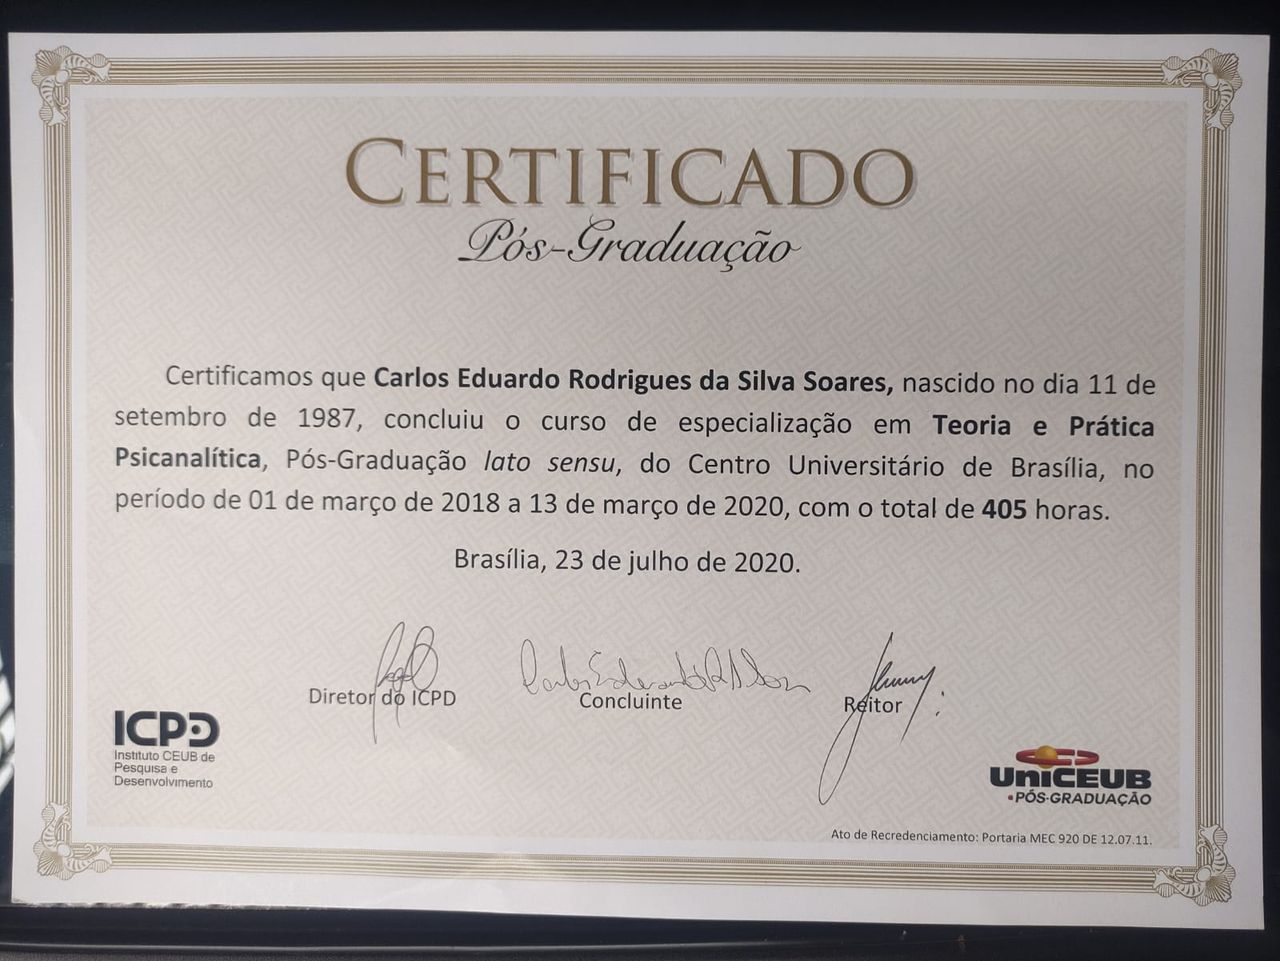 CERTIFICADO
Pós-Graduação
Certificamos que Carlos Eduardo Rodrigues da Silva Soares, nascido no dia 11 de
setembro de 1987, concluiu o curso de especialização em Teoria e Prática
Psicanalítica, Pós-Graduação lato sensu, do Centro Universitário de Brasília, no
período de 01 de março de 2018 a 13 de março de 2020, com o total de 405 horas.
Brasília, 23 de julho de 2020.
Diretor do ICPD
Concluinte
Reitor
ICPD
Instituto CEUB de
Pesquisa e
Desenvolvimento
UniCEUB
•PÓS-GRADUAÇÃO
Ato de Recredenciamento: Portaria MEC 920 DE 12.07.11.